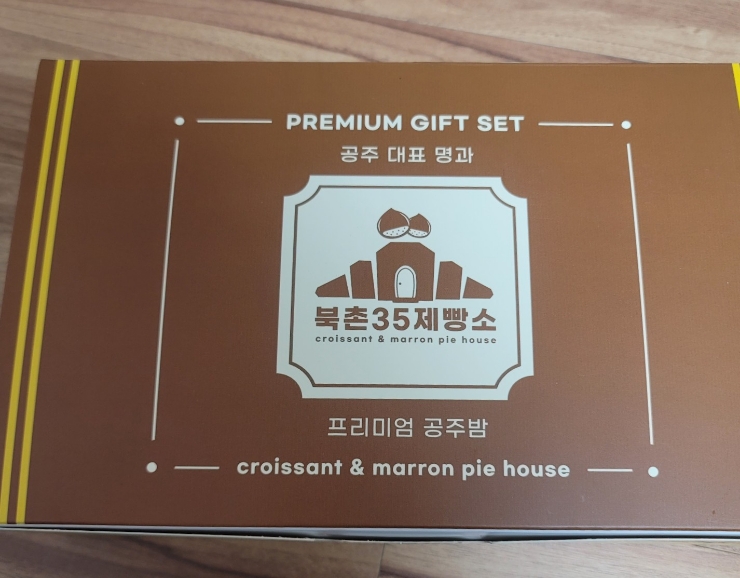 PREMIUM GIFT SET
공주 대표 명과
북촌35제빵소
croissant & marron pie house
프리미엄 공주밤
croissant & marron pie house